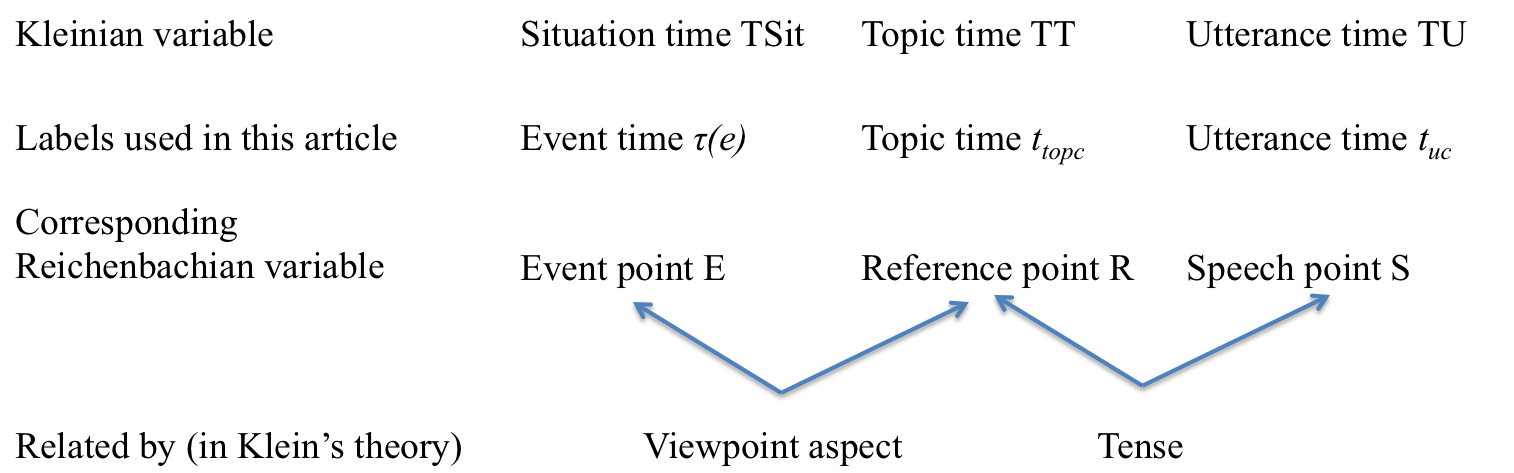 Kleinian variable Situation time TSit Topic time TT Utterance time TU
Labels used in this article Event time τ(e) Topic time t_topc Utterance time t_uc
Corresponding
Reichenbachian variable Event point E Reference point R Speech point S
Related by (in Klein’s theory) Viewpoint aspect Tense